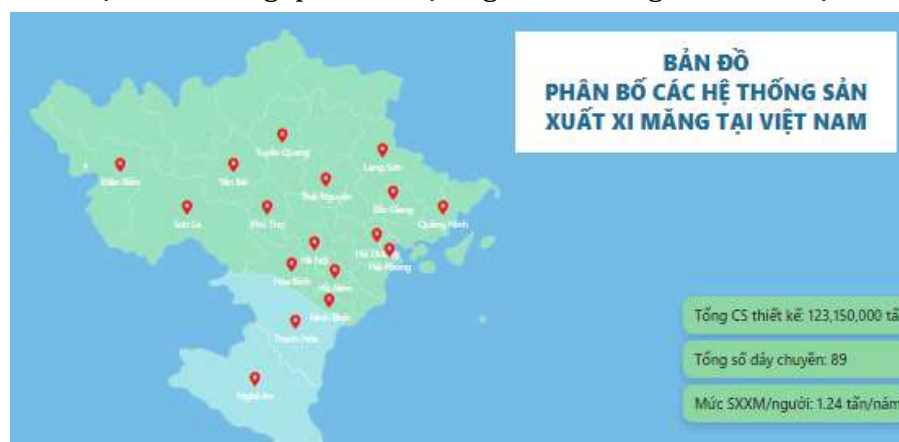 BẢN ĐỒ
PHÂN BỐ CÁC HỆ THỐNG SẢN
XUẤT XI MĂNG TẠI VIỆT NAM
Tuyên Quang
Lạng Sơn
Điện Biên
Yên Bái
Thái Nguyên
Bắc Giang
Sơn La
Phú Thọ
Quảng Ninh
Hà Nội
Hải Dương
Hải Phòng
Hòa Bình
Hà Nam
Ninh Bình
Thanh Hóa
Nghệ An
Tổng CS thiết kế: 123,150,000 tấ
Tổng số dây chuyền: 89
Mức SXXM/người: 1.24 tấn/năm